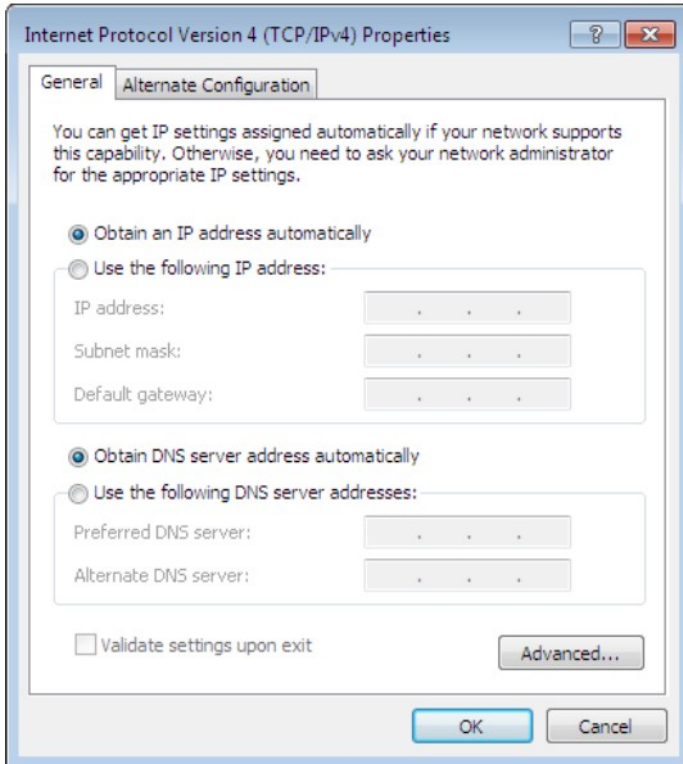 Internet Protocol Version 4 (TCP/IPv4) Properties
General
Alternate Configuration
You can get IP settings assigned automatically if your network supports
this capability. Otherwise, you need to ask your network administrator
for the appropriate IP settings.
Obtain an IP address automatically
Use the following IP address:
IP address:
Subnet mask:
Default gateway:
Obtain DNS server address automatically
Use the following DNS server addresses:
Preferred DNS server:
Alternate DNS server:
Validate settings upon exit
Advanced...
OK
Cancel